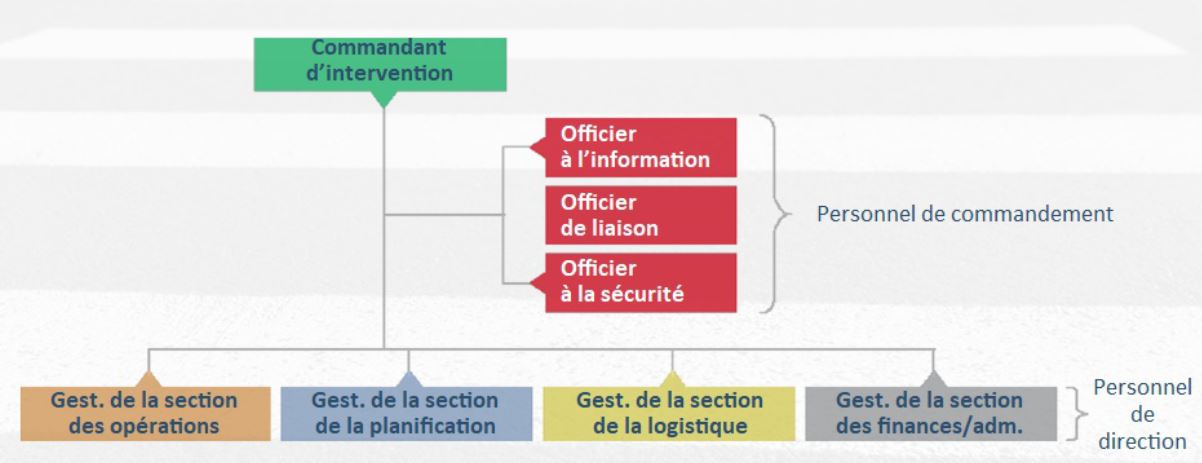 Commandant
d’intervention
Officier
à l’information
Officier
de liaison
Officier
à la sécurité
Personnel de commandement
Gest. de la section
des opérations
Gest. de la section
de la planification
Gest. de la section
de la logistique
Gest. de la section
des finances/adm.
Personnel
de
direction